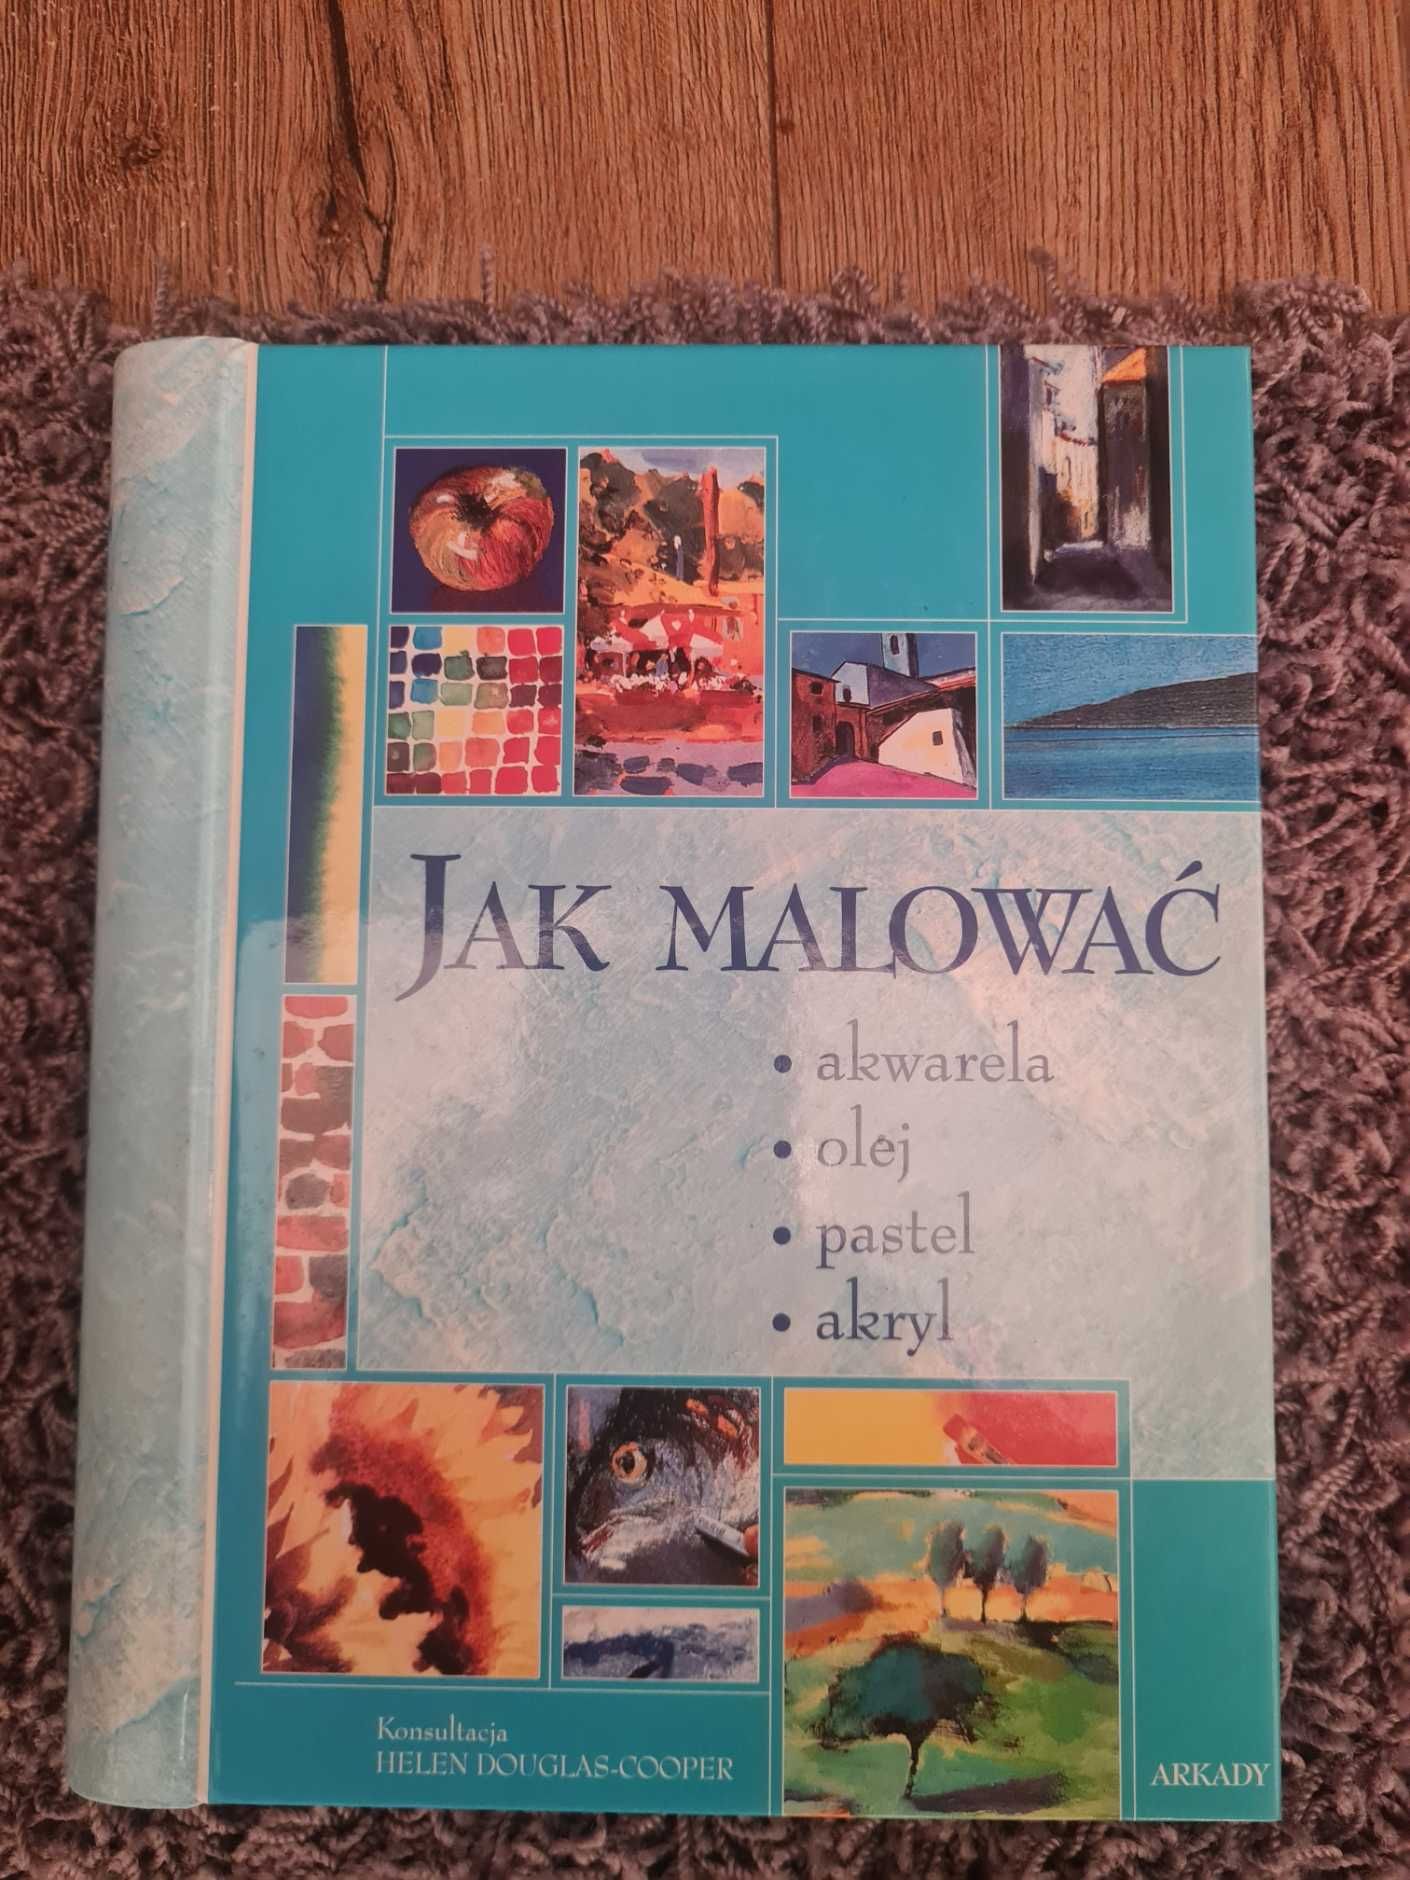 JAK MALOWAĆ
• akwarela
• olej
• pastel
• akryl
Konsultacja
HELEN DOUGLAS-COOPER
ARKADY